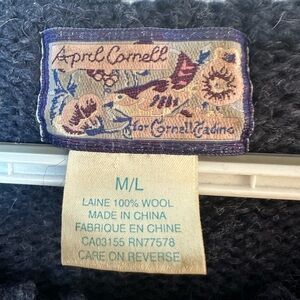 April Cornell
for Cornell Trading
M/L
LAINE 100% WOOL
MADE IN CHINA
FABRIQUE EN CHINE
CA03155 RN77578
CARE ON REVERSE